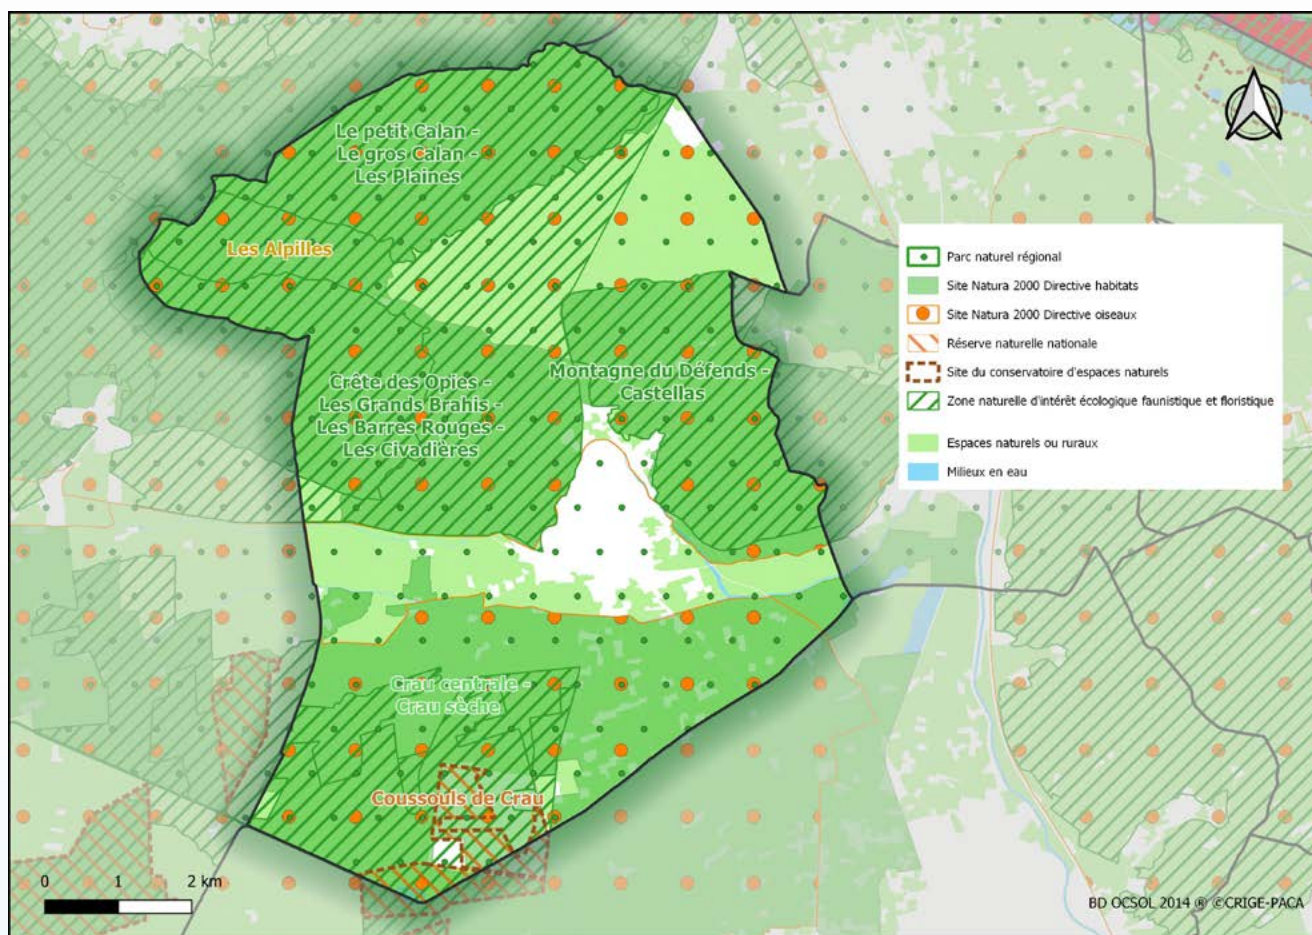 Le petit Calan -
Le gros Calan -
Les Plaines
Les Alpilles
Crête des Opies -
Les Grands Brahis -
Les Barres Rouges -
Les Civadières
Montagne du Défends -
Castellas
Crau centrale -
Crau sèche
Coussouls de Crau
Parc naturel régional
Site Natura 2000 Directive habitats
Site Natura 2000 Directive oiseaux
Réserve naturelle nationale
Site du conservatoire d'espaces naturels
Zone naturelle d'intérêt écologique faunistique et floristique
Espaces naturels ou ruraux
Milieux en eau
0 1 2 km
BD OCSOL 2014 ® ©CRIGE-PACA